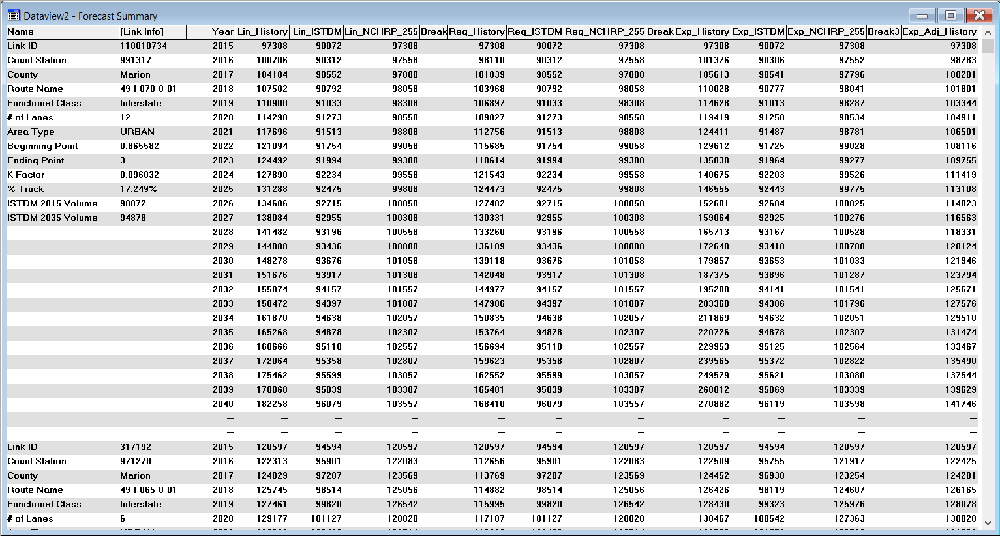 Dataview2 - Forecast Summary
Name [Link Info] Year Lin_History Lin_ISTDM Lin_NCHRP_255 Break Reg_History Reg_ISTDM Reg_NCHRP_255 Break Exp_History Exp_ISTDM Exp_NCHRP_255 Break3 Exp_Adj_History
Link ID 110010734 2015 97308 90072 97308 97308 90072 97308 97308 90072 97308 97308
Count Station 991317 2016 100706 90312 97558 98110 90312 97558 101376 90306 97552 98783
County Marion 2017 104104 90552 97808 101039 90552 97808 105613 90541 97796 100281
Route Name 49-I-070-0-01 2018 107502 90792 98058 103968 90792 98058 110028 90777 98041 101801
Functional Class Interstate 2019 110900 91033 98308 106897 91033 98308 114628 91013 98287 103344
# of Lanes 12 2020 114298 91273 98558 109827 91273 98558 119419 91250 98534 104911
Area Type URBAN 2021 117696 91513 98808 112756 91513 98808 124411 91487 98781 106501
Beginning Point 0.865582 2022 121094 91754 99058 115685 91754 99058 129612 91725 99028 108116
Ending Point 3 2023 124492 91994 99308 118614 91994 99308 135030 91964 99277 109755
K Factor 0.096032 2024 127890 92234 99558 121543 92234 99558 140675 92203 99526 111419
% Truck 17.249% 2025 131288 92475 99808 124473 92475 99808 146555 92443 99775 113108
ISTDM 2015 Volume 90072 2026 134686 92715 100058 127402 92715 100058 152681 92684 100025 114823
ISTDM 2035 Volume 94878 2027 138084 92955 100308 130331 92955 100308 159064 92925 100276 116563
2028 141482 93196 100558 133260 93196 100558 165713 93167 100528 118331
2029 144880 93436 100808 136189 93436 100808 172640 93410 100780 120124
2030 148278 93676 101058 139118 93676 101058 179857 93653 101033 121946
2031 151676 93917 101308 142048 93917 101308 187375 93896 101287 123794
2032 155074 94157 101557 144977 94157 101557 195208 94141 101541 125671
2033 158472 94397 101807 147906 94397 101807 203368 94386 101796 127576
2034 161870 94638 102057 150835 94638 102057 211869 94632 102051 129510
2035 165268 94878 102307 153764 94878 102307 220726 94878 102307 131474
2036 168666 95118 102557 156694 95118 102557 229953 95125 102564 133467
2037 172064 95358 102807 159623 95358 102807 239565 95372 102822 135490
2038 175462 95599 103057 162552 95599 103057 249579 95621 103080 137544
2039 178860 95839 103307 165481 95839 103307 260012 95869 103339 139629
2040 182258 96079 103557 168410 96079 103557 270882 96119 103598 141746
— — — — — — — — — — —
— — — — — — — — — — —
Link ID 317192 2015 120597 94594 120597 120597 94594 120597 120597 94594 120597 120597
Count Station 971270 2016 122313 95901 122083 112656 95901 122083 122509 95755 121917 122425
County Marion 2017 124029 97207 123569 113769 97207 123569 124452 96930 123254 124281
Route Name 49-I-065-0-01 2018 125745 98514 125056 114882 98514 125056 126426 98119 124607 126165
Functional Class Interstate 2019 127461 99820 126542 115995 99820 126542 128430 99323 125976 128078
# of Lanes 6 2020 129177 101127 128028 117107 101127 128028 130467 100542 127363 130020